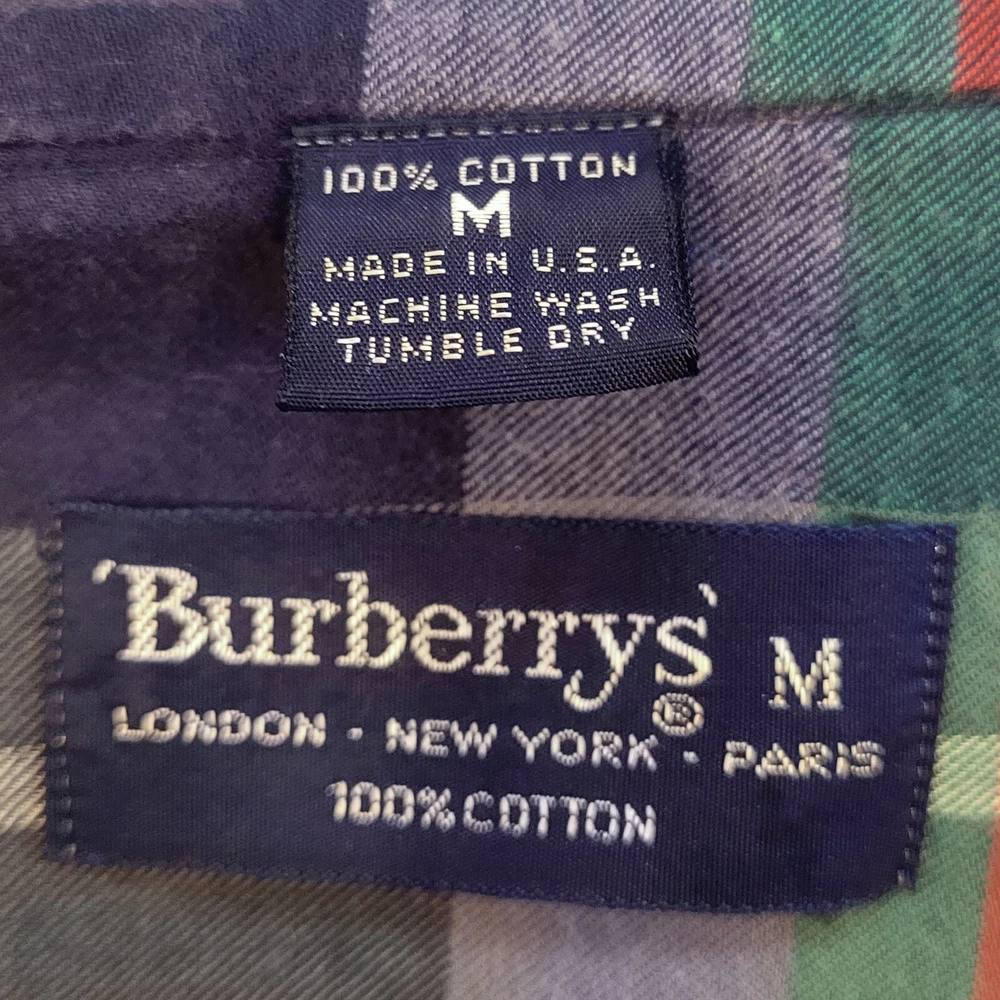 100% COTTON
M
MADE IN U.S.A.
MACHINE WASH
TUMBLE DRY
'Burberrys' M
®
LONDON · NEW YORK · PARIS
100% COTTON